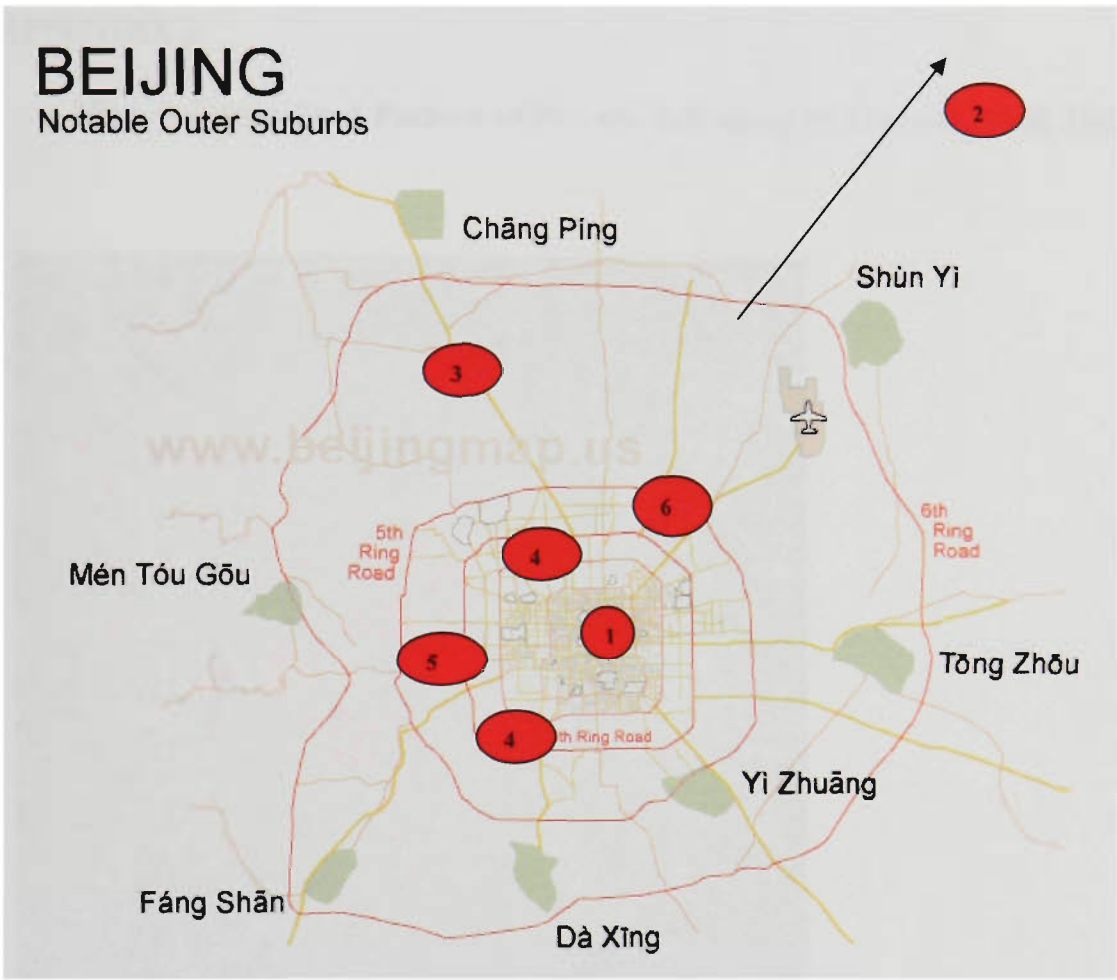 BEIJING
Notable Outer Suburbs
2
Chāng Píng
Shùn Yì
3
www.beijingmap.us
6
5th
Ring
Road
6th
Ring
Road
4
Mén Tóu Gōu
1
5
Tōng Zhōu
4
th Ring Road
Yì Zhuāng
Fáng Shān
Dà Xīng